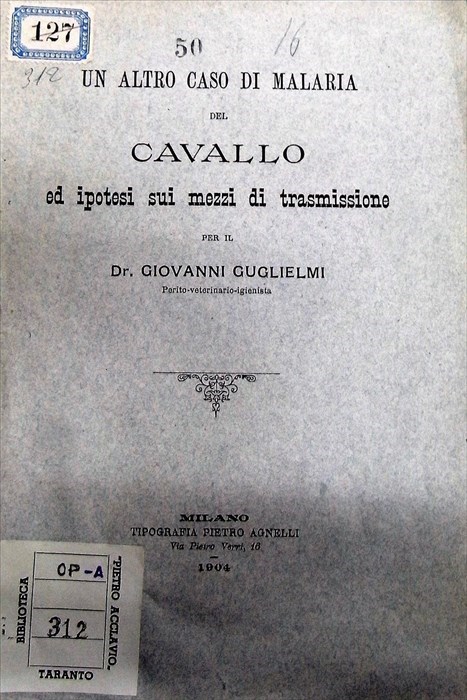 127
50
16
312
UN ALTRO CASO DI MALARIA
DEL
CAVALLO
ed ipotesi sui mezzi di trasmissione
PER IL
Dr. GIOVANNI GUGLIELMI
Perito-veterinario-igienista
MILANO
TIPOGRAFIA PIETRO AGNELLI
Via Pietro Verri, 16
1904
BIBLIOTECA
"PIETRO ACCLAVIO"
OP-A
312
TARANTO